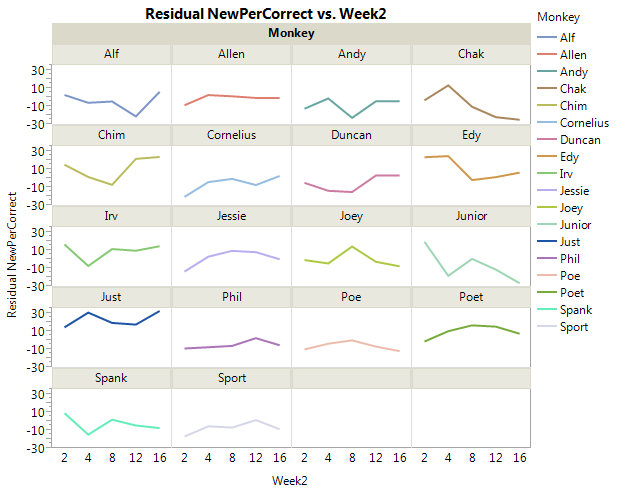 Residual NewPerCorrect vs. Week2
Monkey
Alf Allen Andy Chak
30
10
-10
-30
Chim Cornelius Duncan Edy
30
10
-10
-30
Irv Jessie Joey Junior
30
10
-10
-30
Just Phil Poe Poet
30
10
-10
-30
Spank Sport
30
10
-10
-30
2 4 8 12 16 2 4 8 12 16 2 4 8 12 16 2 4 8 12 16
Week2
Residual NewPerCorrect
Monkey
Alf
Allen
Andy
Chak
Chim
Cornelius
Duncan
Edy
Irv
Jessie
Joey
Junior
Just
Phil
Poe
Poet
Spank
Sport